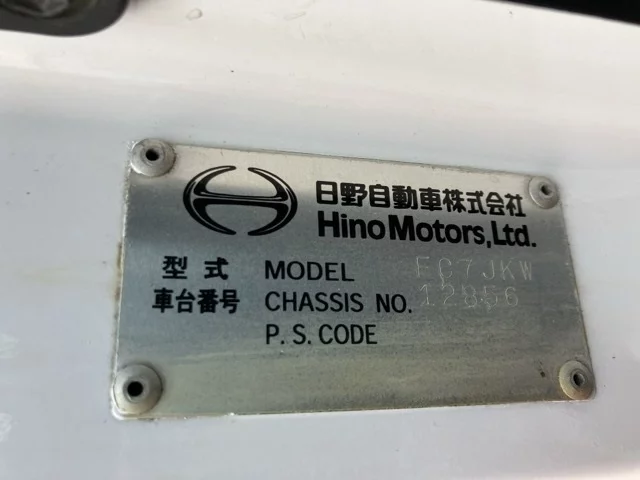 日野自動車株式会社
Hino Motors, Ltd.
型式 MODEL FC7JKW
車台番号 CHASSIS NO. 12856
P.S. CODE